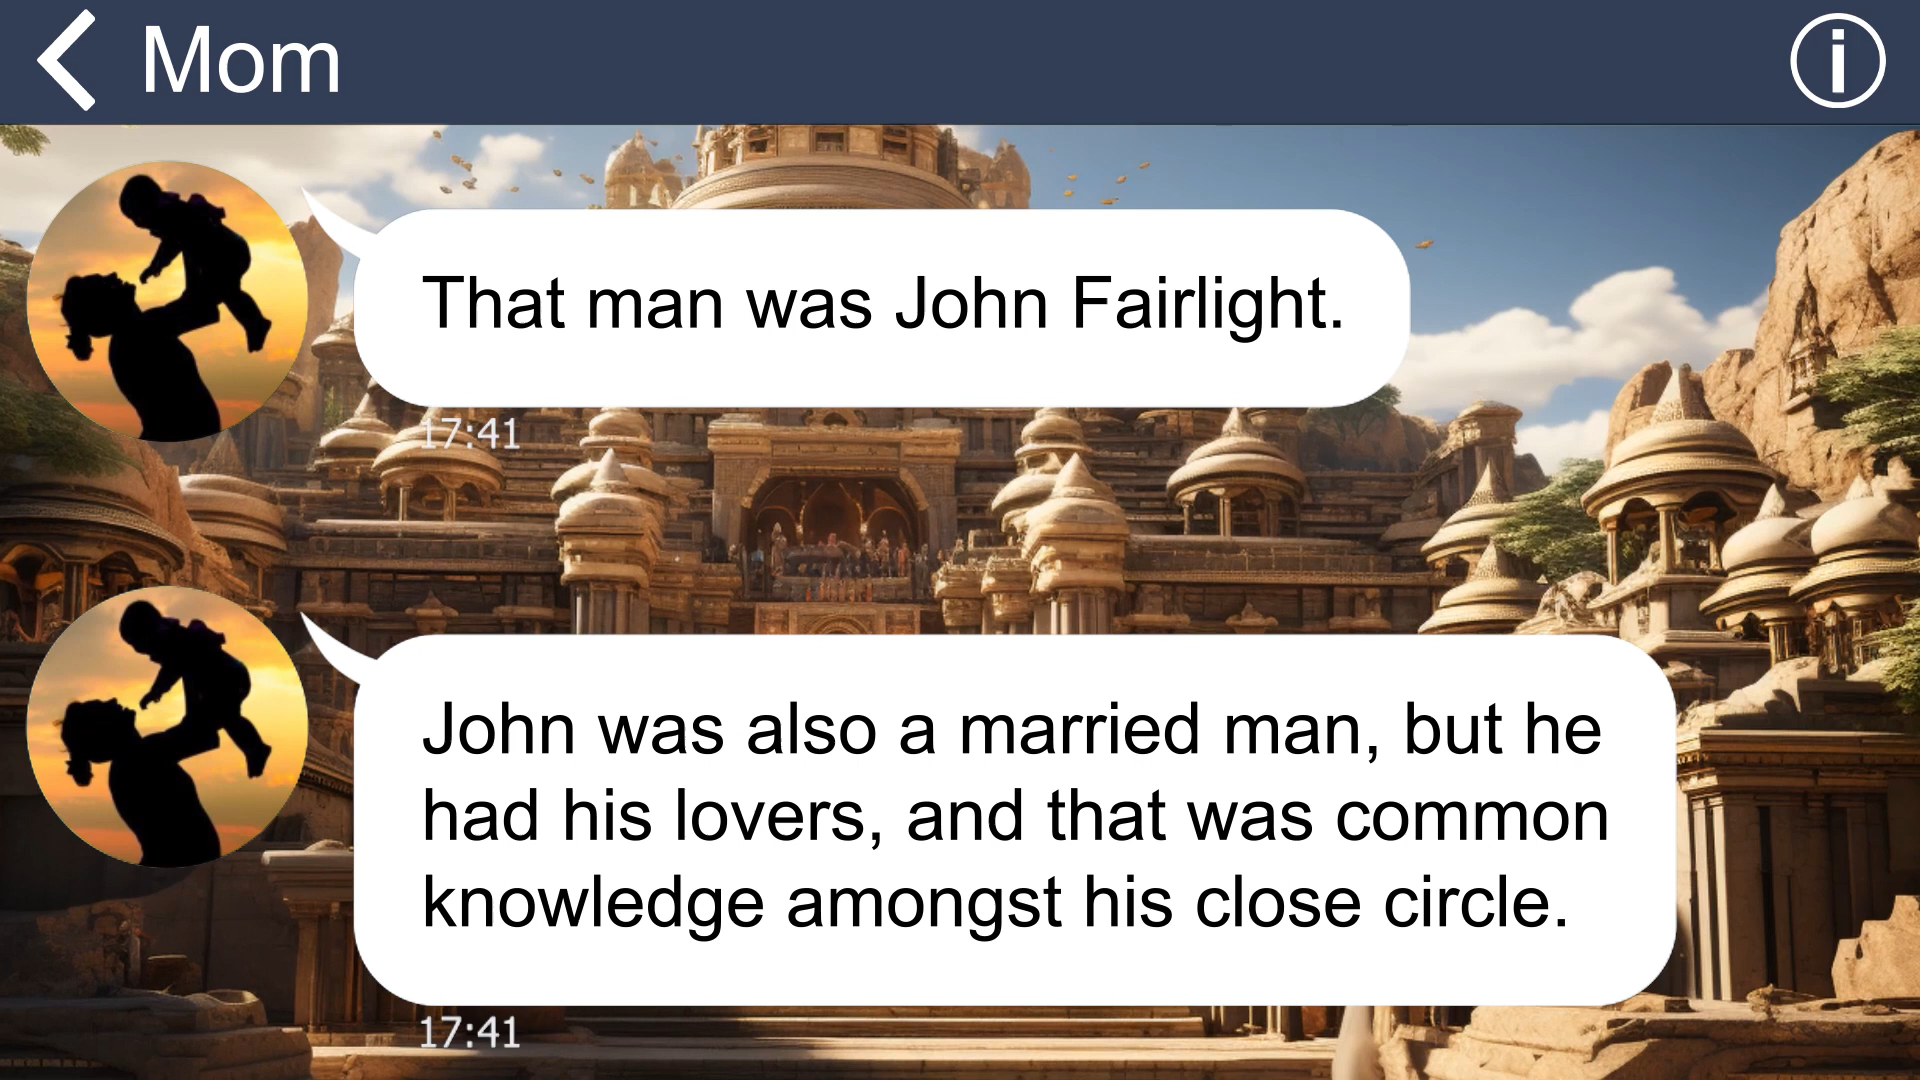 Mom
That man was John Fairlight.
17:41
John was also a married man, but he
had his lovers, and that was common
knowledge amongst his close circle.
17:41